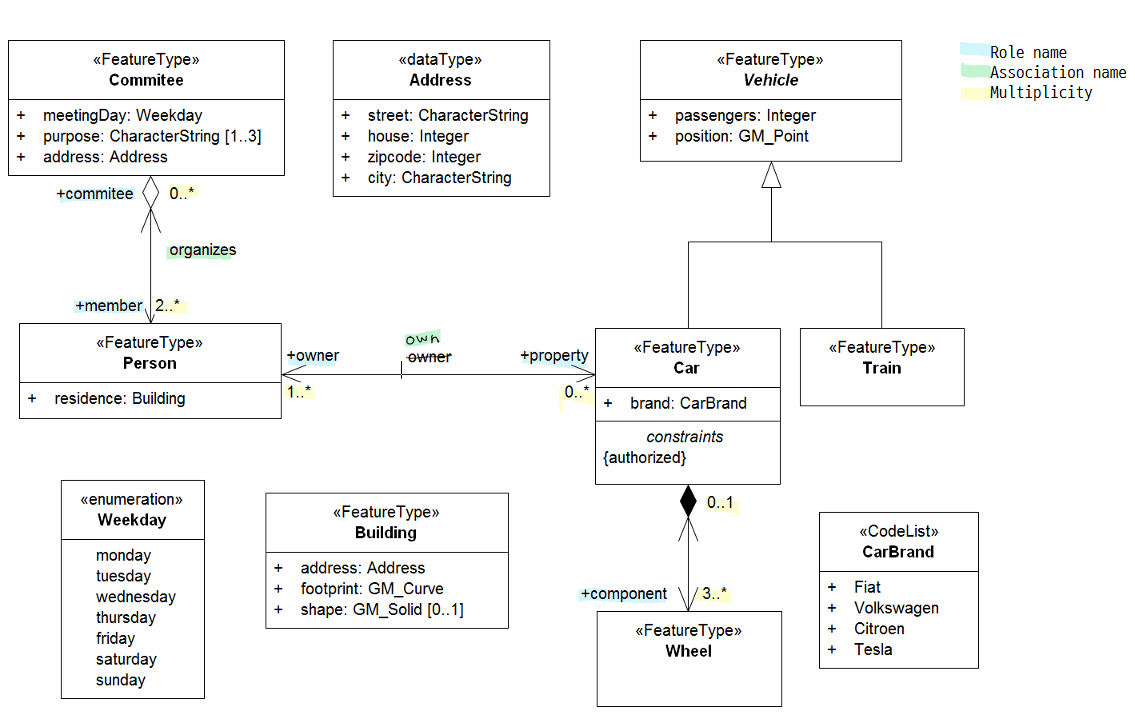 «FeatureType»
Commitee
+ meetingDay: Weekday
+ purpose: CharacterString [1..3]
+ address: Address
«dataType»
Address
+ street: CharacterString
+ house: Integer
+ zipcode: Integer
+ city: CharacterString
«FeatureType»
Vehicle
+ passengers: Integer
+ position: GM_Point
Role name
Association name
Multiplicity
+commitee
0..*
organizes
+member
2..*
«FeatureType»
Person
+ residence: Building
+owner
1..*
own
owner
+property
0..*
«FeatureType»
Car
+ brand: CarBrand
constraints
{authorized}
«FeatureType»
Train
0..1
+component
3..*
«FeatureType»
Wheel
«enumeration»
Weekday
monday
tuesday
wednesday
thursday
friday
saturday
sunday
«FeatureType»
Building
+ address: Address
+ footprint: GM_Curve
+ shape: GM_Solid [0..1]
«CodeList»
CarBrand
+ Fiat
+ Volkswagen
+ Citroen
+ Tesla